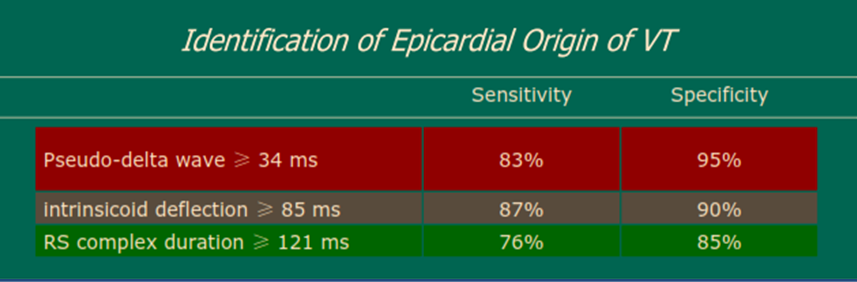 Identification of Epicardial Origin of VT
Sensitivity Specificity
Pseudo-delta wave ⩾ 34 ms 83% 95%
intrinsicoid deflection ⩾ 85 ms 87% 90%
RS complex duration ⩾ 121 ms 76% 85%